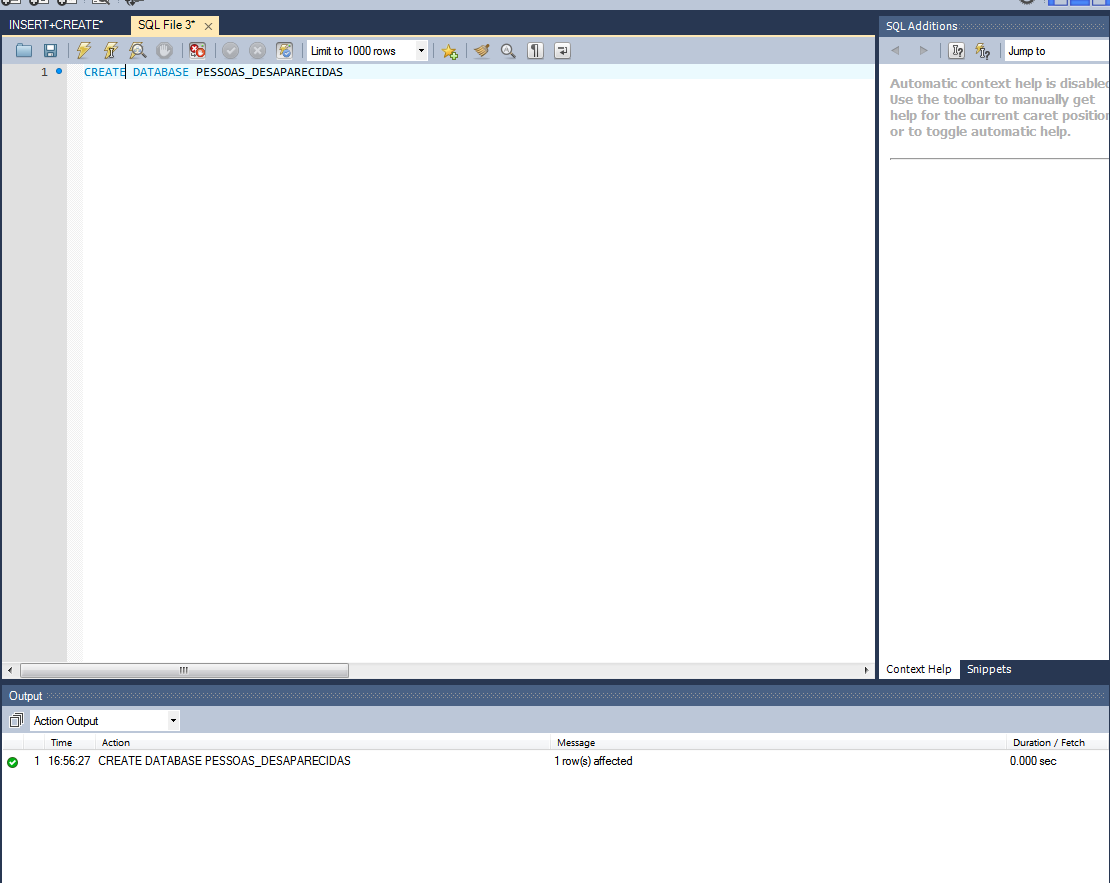 INSERT+CREATE*
SQL File 3*
SQL Additions
Limit to 1000 rows
Jump to
1
CREATE DATABASE PESSOAS_DESAPARECIDAS
Automatic context help is disabled
Use the toolbar to manually get
help for the current caret position
or to toggle automatic help.
Context Help
Snippets
Output
Action Output
Time Action Message Duration / Fetch
1 16:56:27 CREATE DATABASE PESSOAS_DESAPARECIDAS 1 row(s) affected 0.000 sec